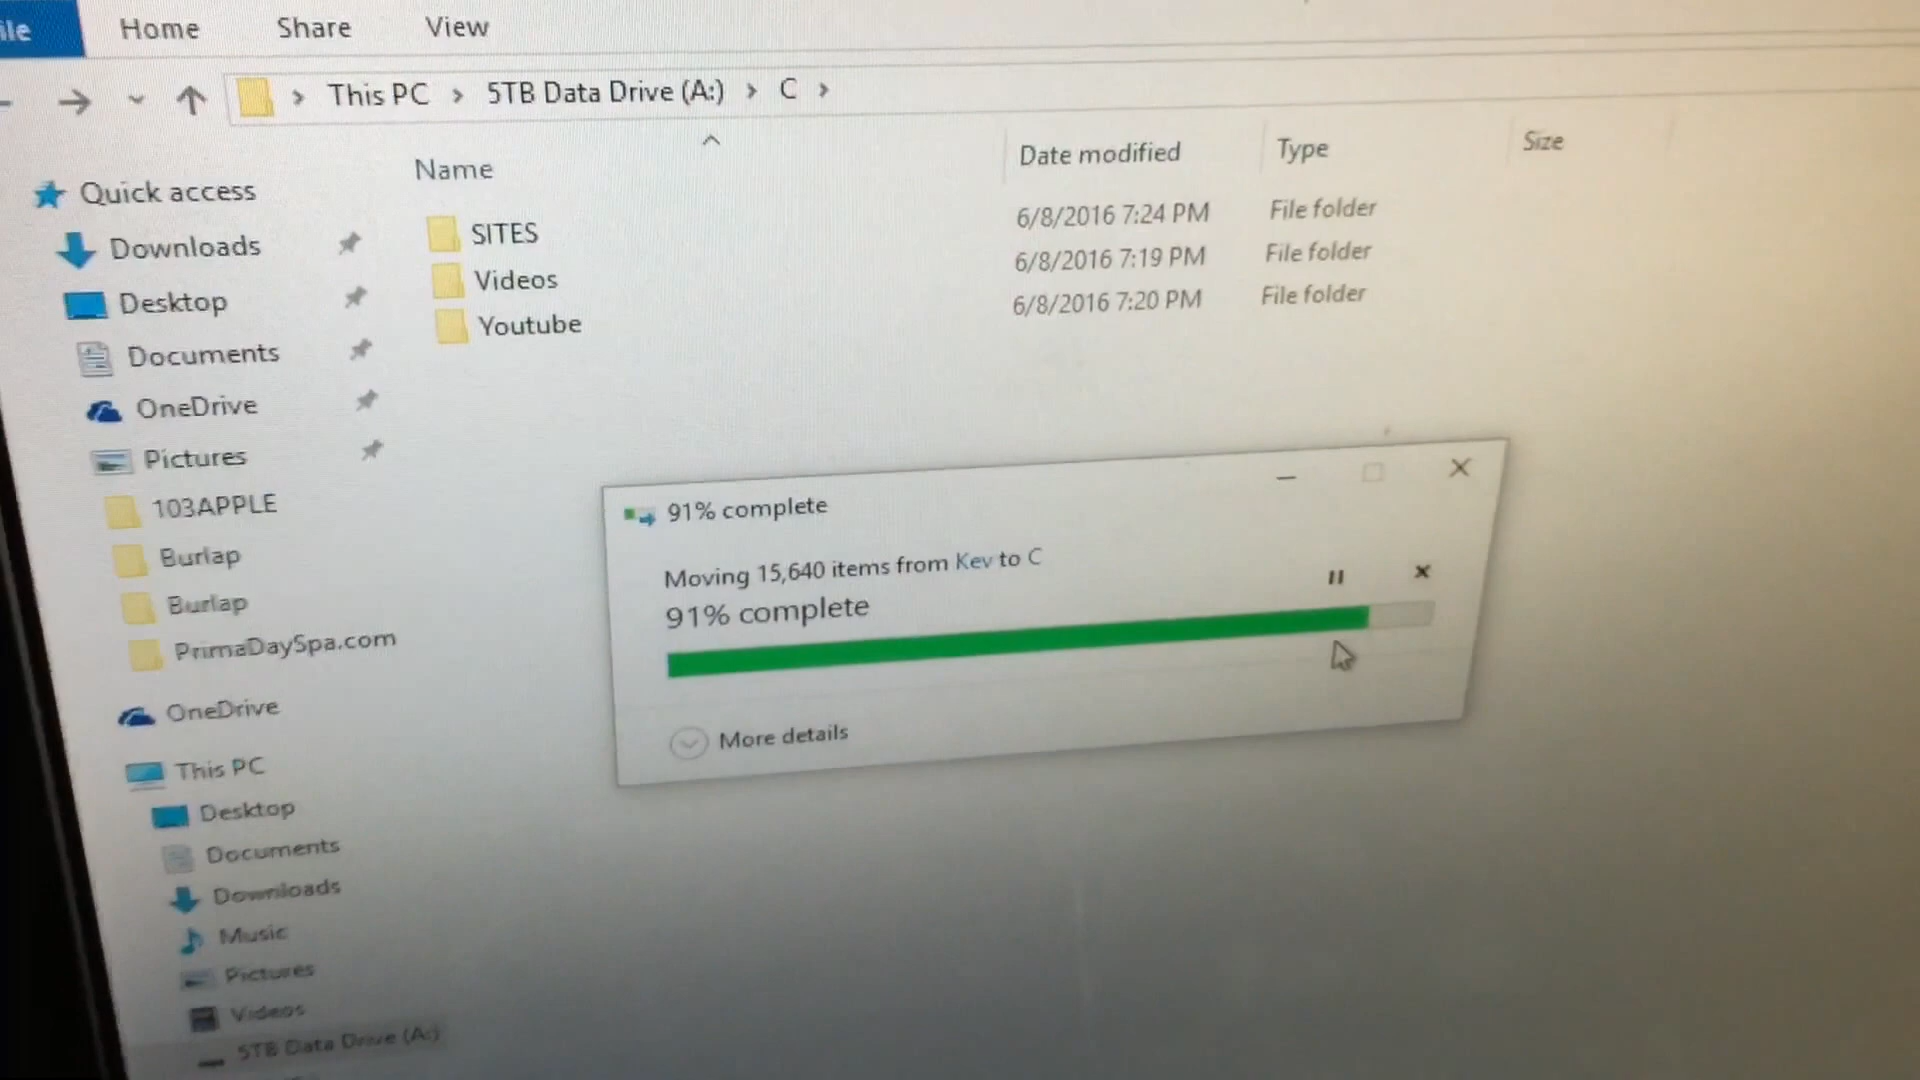 ile Home Share View
This PC > 5TB Data Drive (A:) > C >
Name Date modified Type Size
SITES 6/8/2016 7:24 PM File folder
Videos 6/8/2016 7:19 PM File folder
Youtube 6/8/2016 7:20 PM File folder
Quick access
Downloads
Desktop
Documents
OneDrive
Pictures
103APPLE
Burlap
Burlap
PrimaDaySpa.com
OneDrive
This PC
Desktop
Documents
Downloads
Music
Pictures
Videos
5TB Data Drive (A:)
91% complete
Moving 15,640 items from Kev to C
91% complete
More details